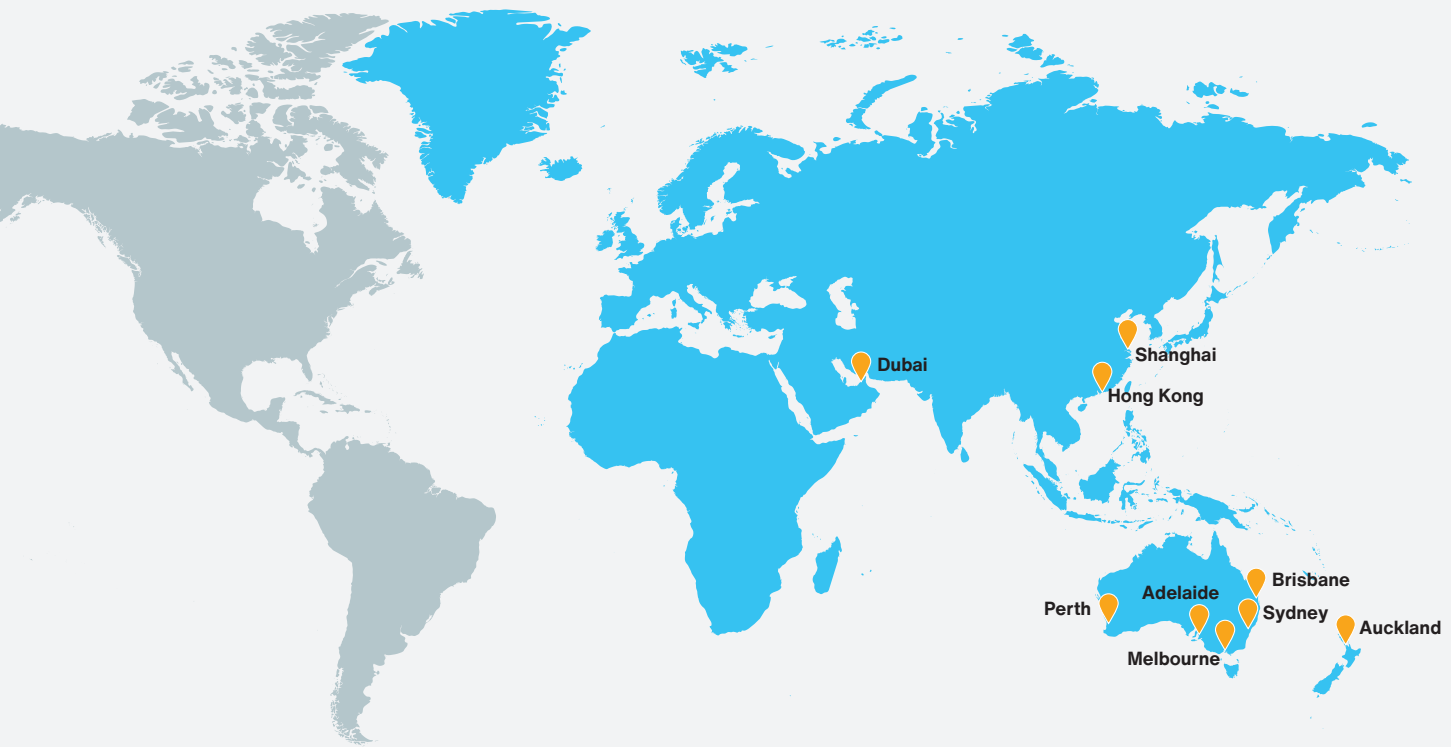 Shanghai
Dubai
Hong Kong
Brisbane
Adelaide
Perth
Sydney
Auckland
Melbourne